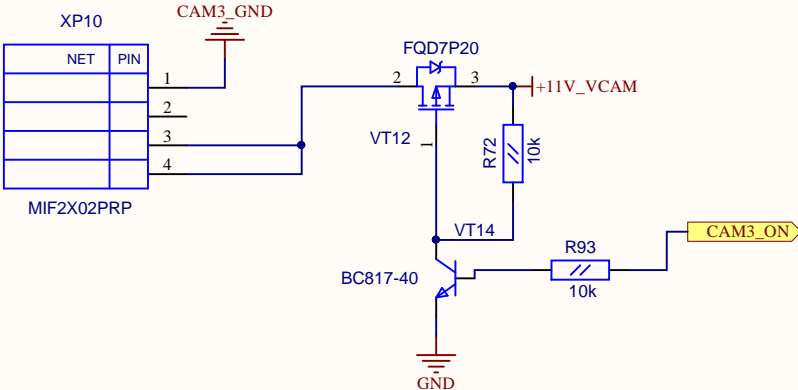 XP10
CAM3_GND
NET PIN
1
2
3
4
MIF2X02PRP
FQD7P20
2
3
+11V_VCAM
VT12
1
R72
10k
VT14
BC817-40
R93
10k
CAM3_ON
GND